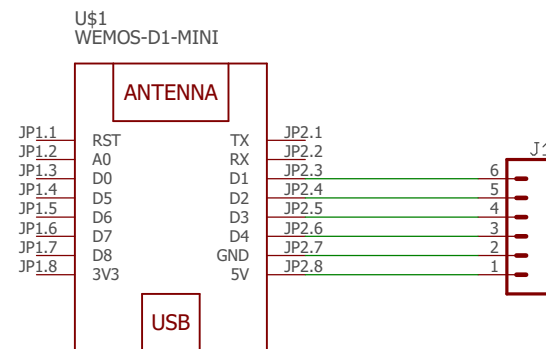 U$1
WEMOS-D1-MINI
ANTENNA
JP1.1 RST TX JP2.1
JP1.2 A0 RX JP2.2
JP1.3 D0 D1 JP2.3 6
JP1.4 D5 D2 JP2.4 5
JP1.5 D6 D3 JP2.5 4
JP1.6 D7 D4 JP2.6 3
JP1.7 D8 GND JP2.7 2
JP1.8 3V3 5V JP2.8 1
J1
USB